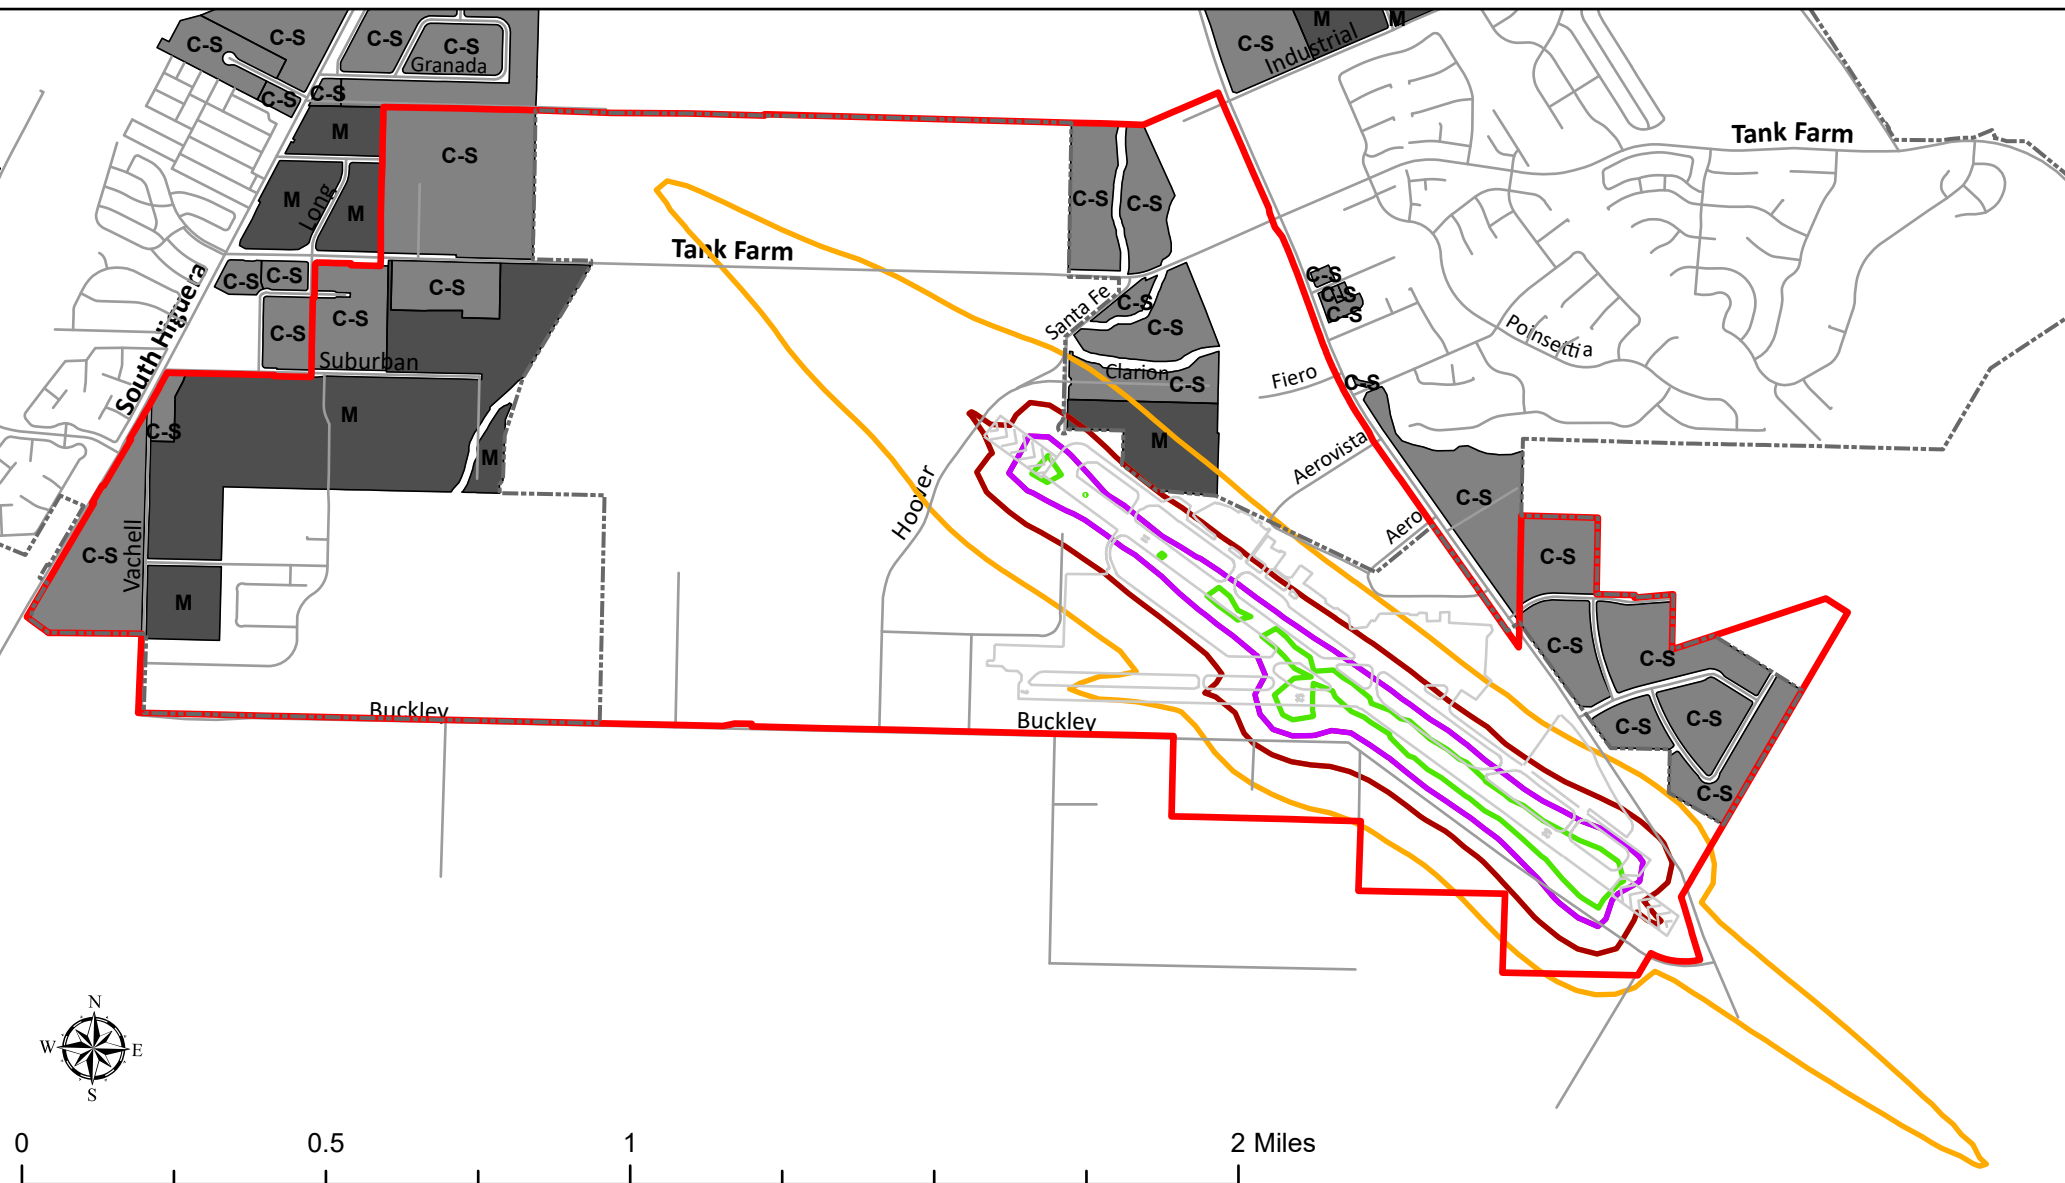 C-S
C-S
C-S
C-S
Granada
C-S
C-S
M
C-S
M
M
C-S
Industrial
Tank Farm
M
Long
M
C-S
C-S
C-S
Tank Farm
C-S
C-S
C-S
C-S
C-S
C-S
South Higuera
Suburban
Santa Fe
C-S
C-S
C-S
C-S
C-S
Poinsettia
Clarion
C-S
Fiero
C-S
M
C-S
M
M
Aerovista
Hoover
C-S
Aero
C-S
Vachell
M
C-S
C-S
C-S
C-S
C-S
C-S
Buckley
Buckley
N
W
E
S
0
0.5
1
2 Miles